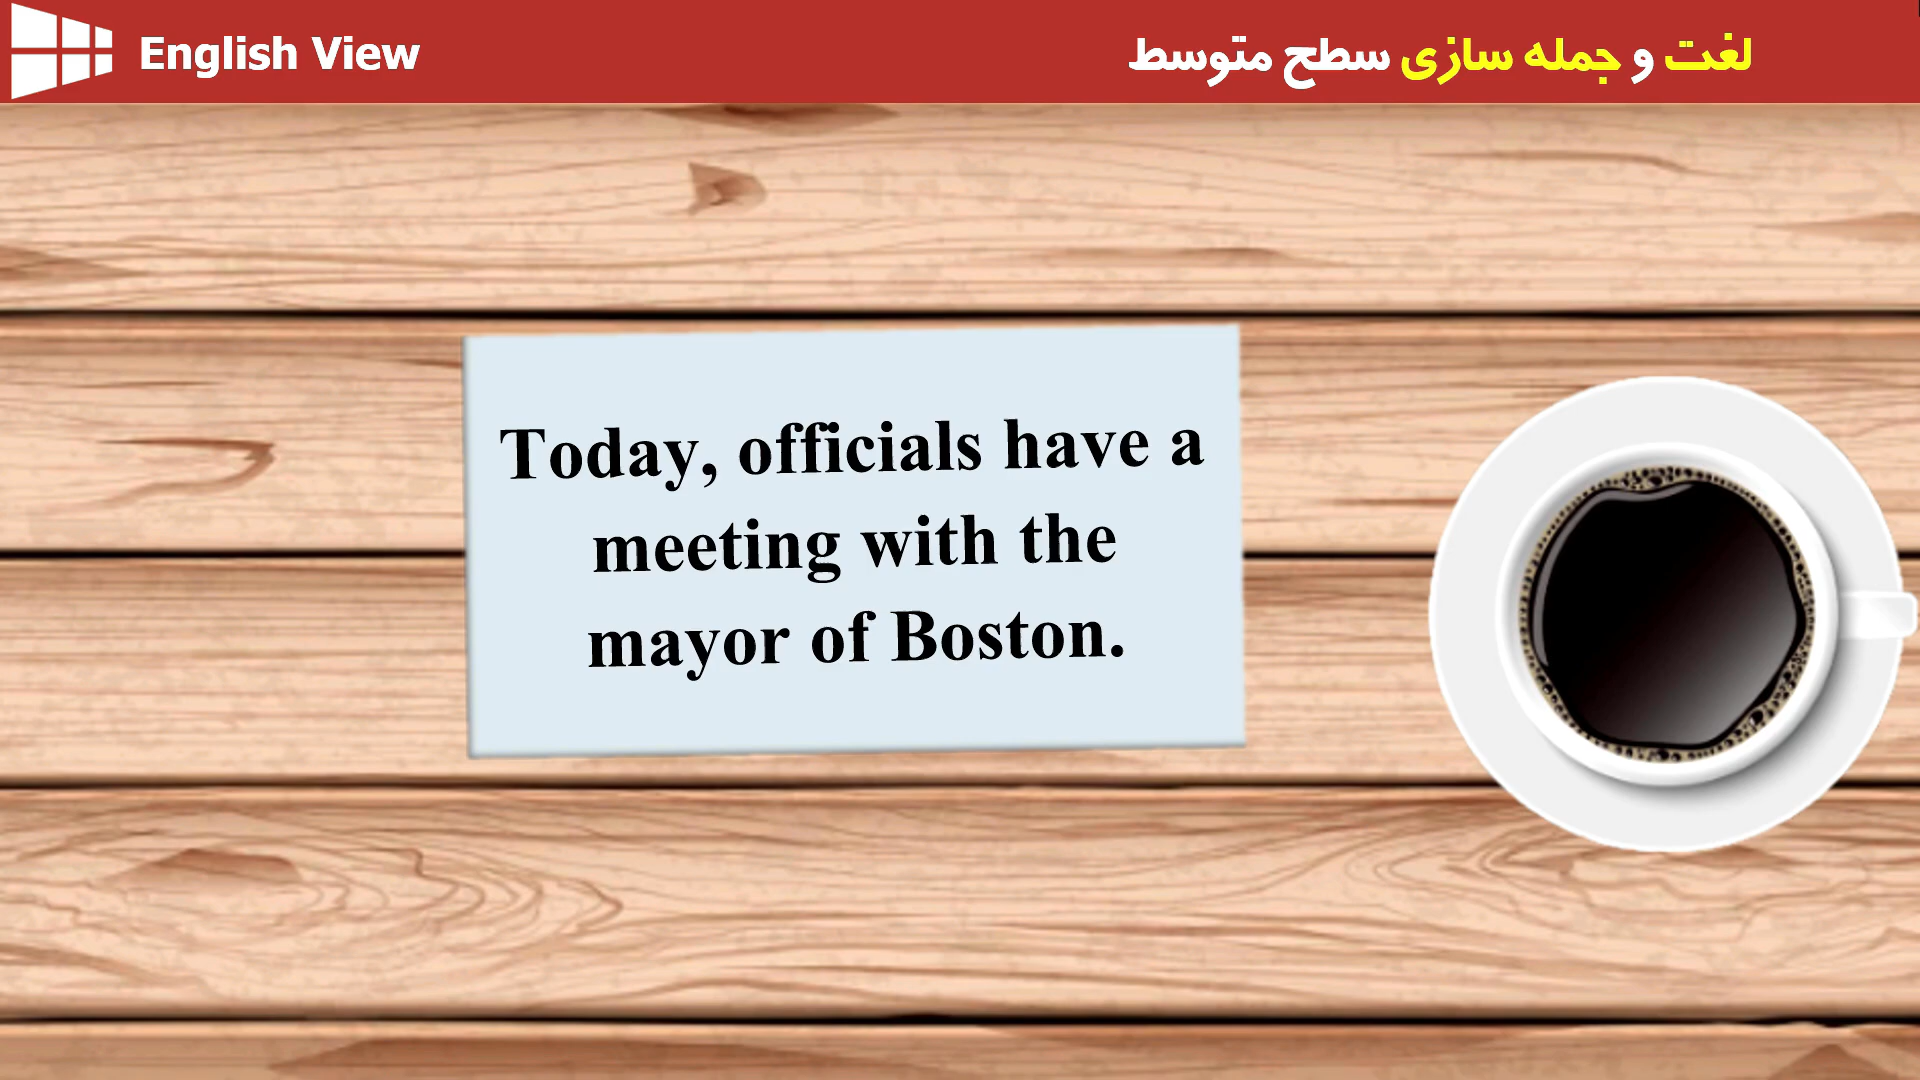 English View
لغت و جمله سازی سطح متوسط
Today, officials have a
meeting with the
mayor of Boston.